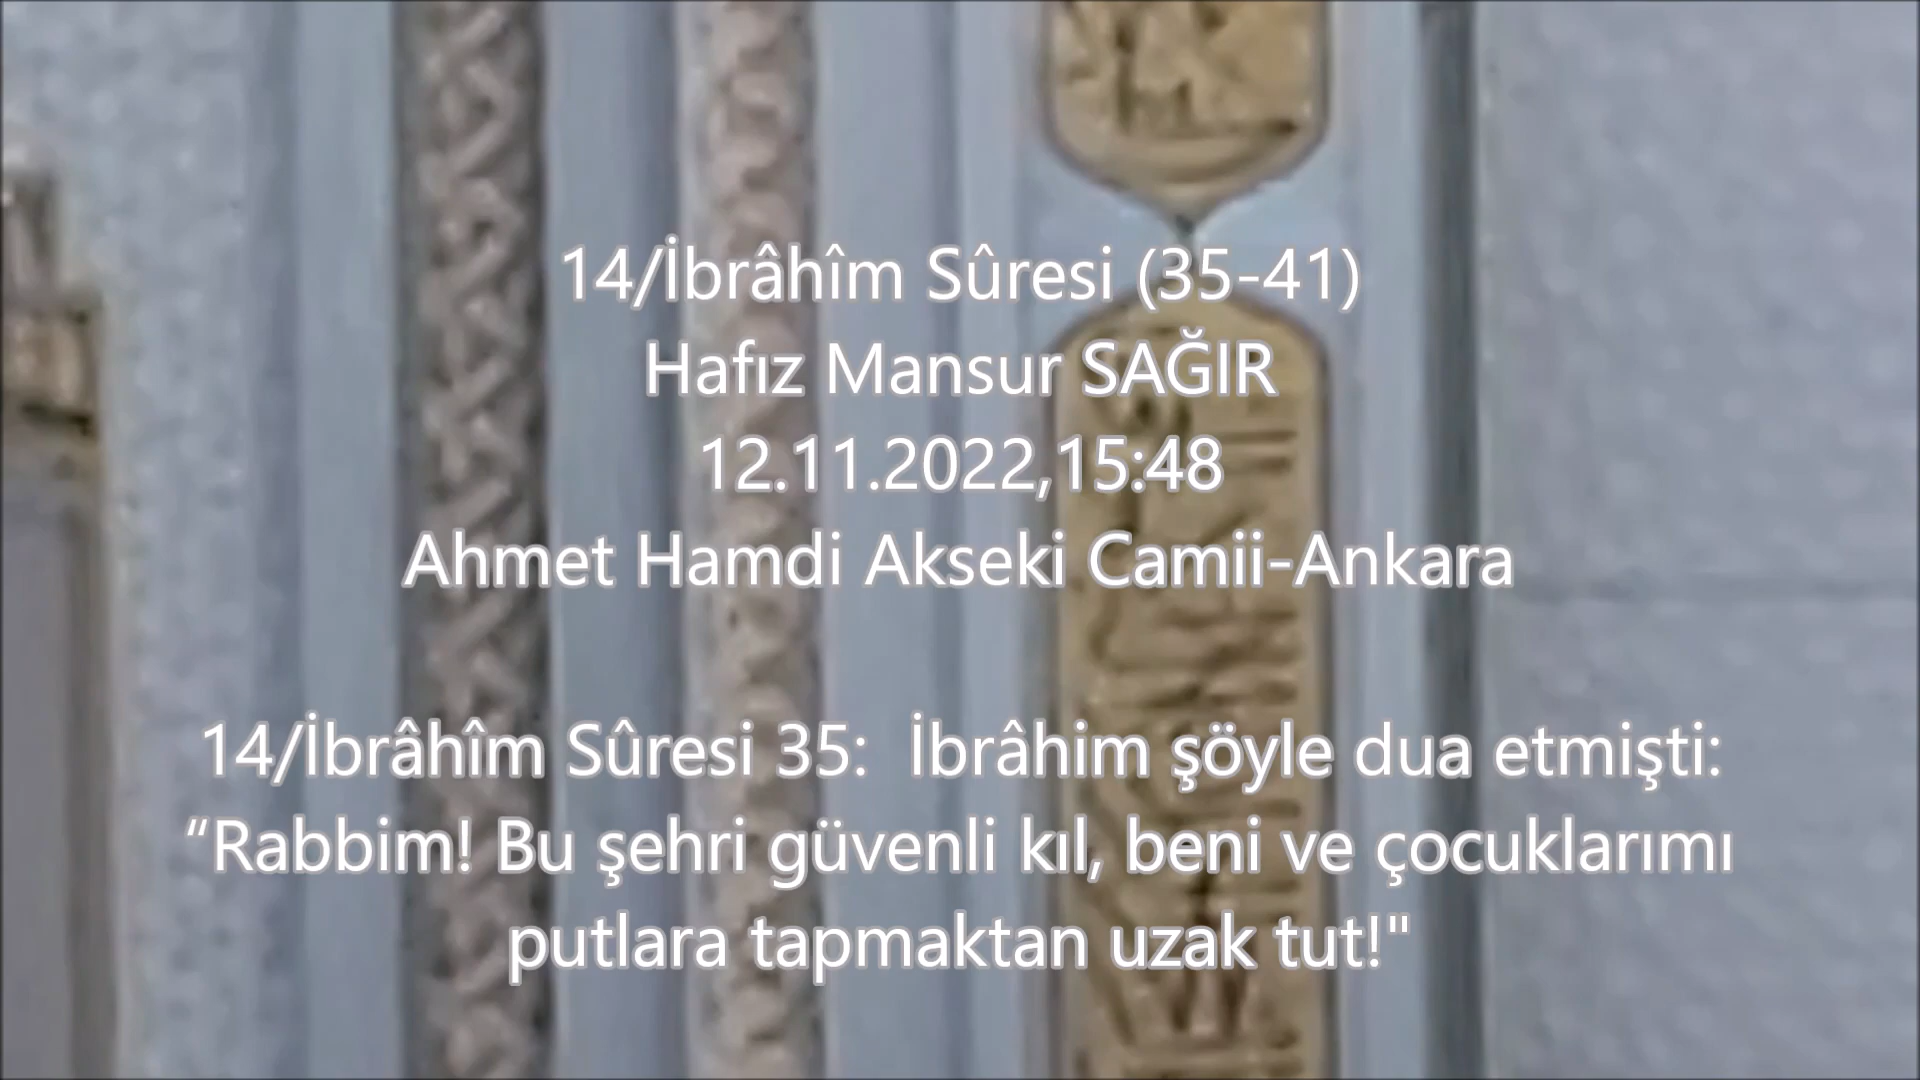 14/İbrâhîm Sûresi (35-41)
Hafız Mansur SAĞIR
12.11.2022,15:48
Ahmet Hamdi Akseki Camii-Ankara
14/İbrâhîm Sûresi 35:  İbrâhim şöyle dua etmişti:
“Rabbim! Bu şehri güvenli kıl, beni ve çocuklarımı
putlara tapmaktan uzak tut!"